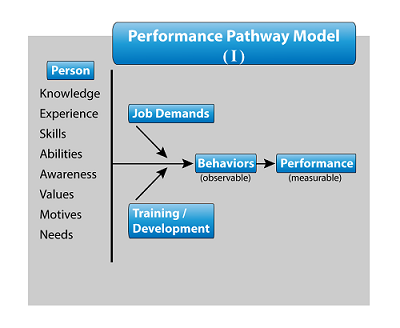 Performance Pathway Model
(I)
Person
Knowledge
Experience
Skills
Abilities
Awareness
Values
Motives
Needs
Job Demands
Behaviors
(observable)
Performance
(measurable)
Training /
Development